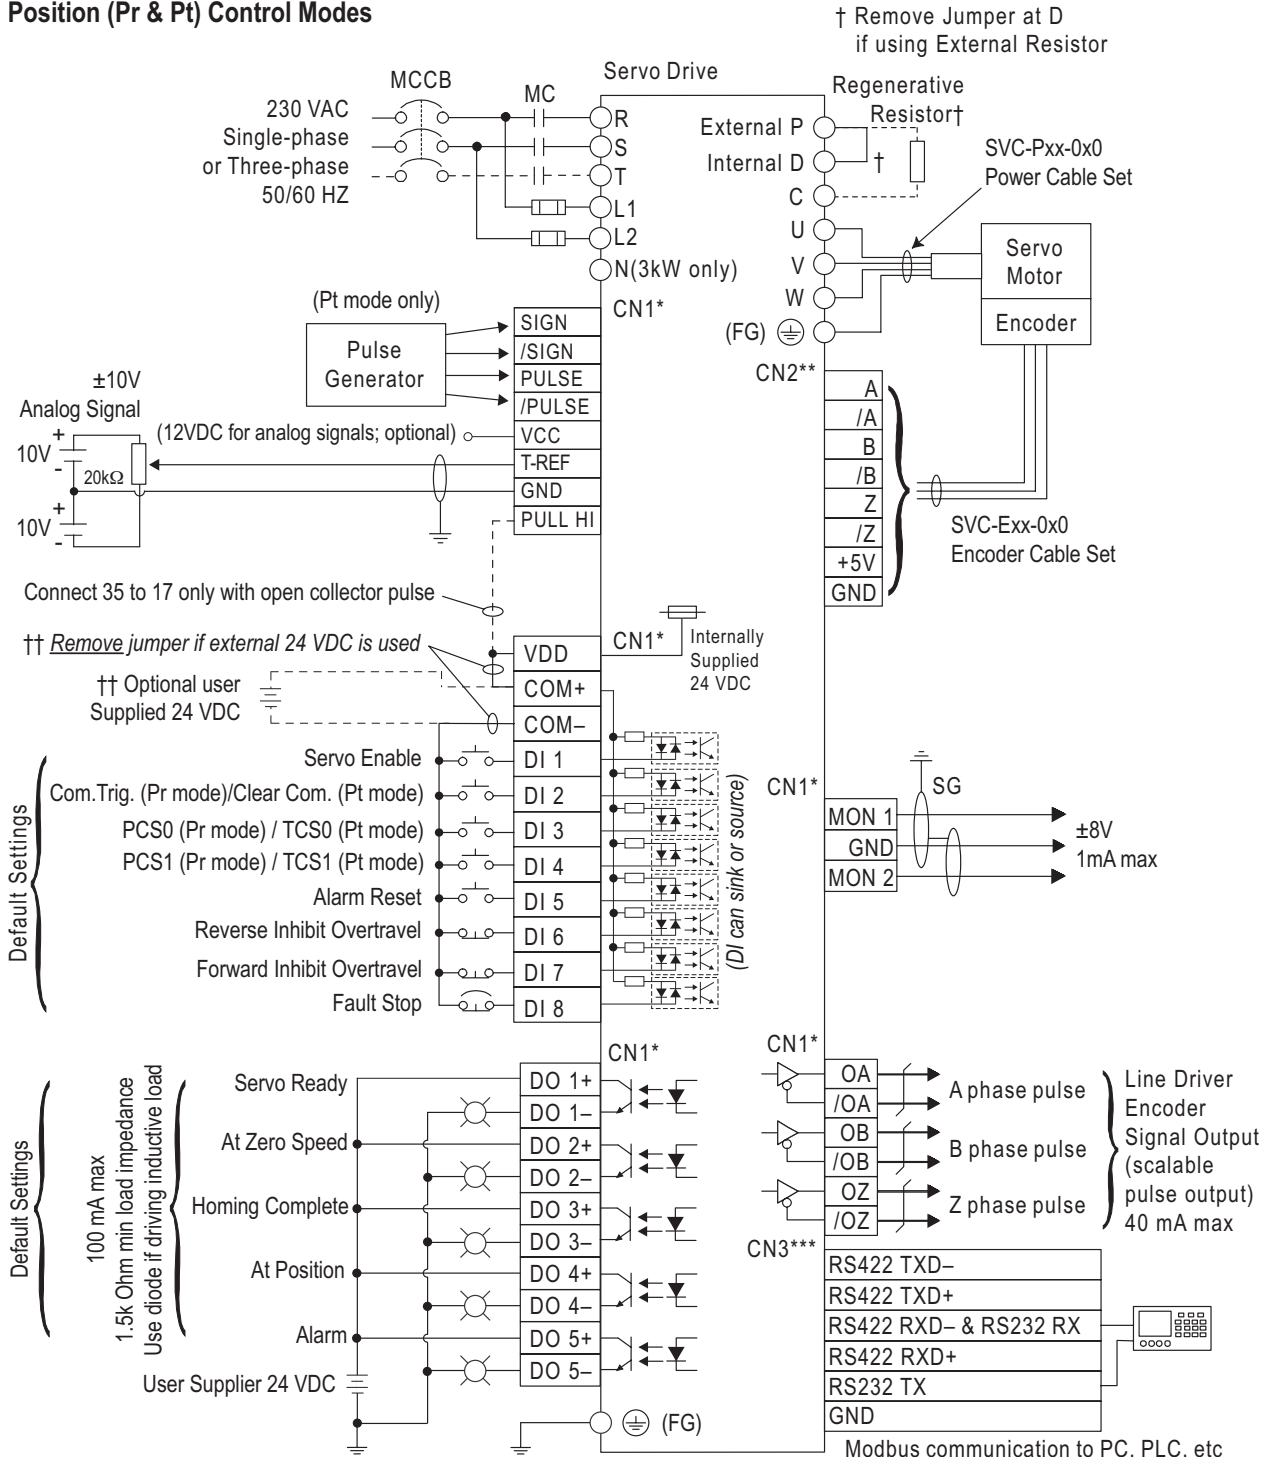 Position (Pr & Pt) Control Modes
† Remove Jumper at D
if using External Resistor
Servo Drive
MCCB
MC
230 VAC
Single-phase
or Three-phase
50/60 HZ
R
S
T
L1
L2
N(3kW only)
External P
Internal D
C
U
V
W
(FG)
Regenerative
Resistor†
†
SVC-Pxx-0x0
Power Cable Set
Servo
Motor
Encoder
(Pt mode only)
Pulse
Generator
CN1*
SIGN
/SIGN
PULSE
/PULSE
VCC
T-REF
GND
PULL HI
±10V
Analog Signal
(12VDC for analog signals; optional)
+
10V
-
20kΩ
+
10V
-
CN2**
A
/A
B
/B
Z
/Z
+5V
GND
SVC-Exx-0x0
Encoder Cable Set
Connect 35 to 17 only with open collector pulse
†† Remove jumper if external 24 VDC is used
†† Optional user
Supplied 24 VDC
CN1*
Internally
Supplied
24 VDC
VDD
COM+
COM–
DI 1
DI 2
DI 3
DI 4
DI 5
DI 6
DI 7
DI 8
Default Settings
Servo Enable
Com.Trig. (Pr mode)/Clear Com. (Pt mode)
PCS0 (Pr mode) / TCS0 (Pt mode)
PCS1 (Pr mode) / TCS1 (Pt mode)
Alarm Reset
Reverse Inhibit Overtravel
Forward Inhibit Overtravel
Fault Stop
(DI can sink or source)
CN1*
SG
MON 1
GND
MON 2
±8V
1mA max
CN1*
DO 1+
DO 1–
DO 2+
DO 2–
DO 3+
DO 3–
DO 4+
DO 4–
DO 5+
DO 5–
Default Settings
100 mA max
1.5k Ohm min load impedance
Use diode if driving inductive load
Servo Ready
At Zero Speed
Homing Complete
At Position
Alarm
User Supplier 24 VDC
(FG)
CN1*
OA
/OA
OB
/OB
OZ
/OZ
A phase pulse
B phase pulse
Z phase pulse
Line Driver
Encoder
Signal Output
(scalable
pulse output)
40 mA max
CN3***
RS422 TXD–
RS422 TXD+
RS422 RXD– & RS232 RX
RS422 RXD+
RS232 TX
GND
Modbus communication to PC, PLC, etc